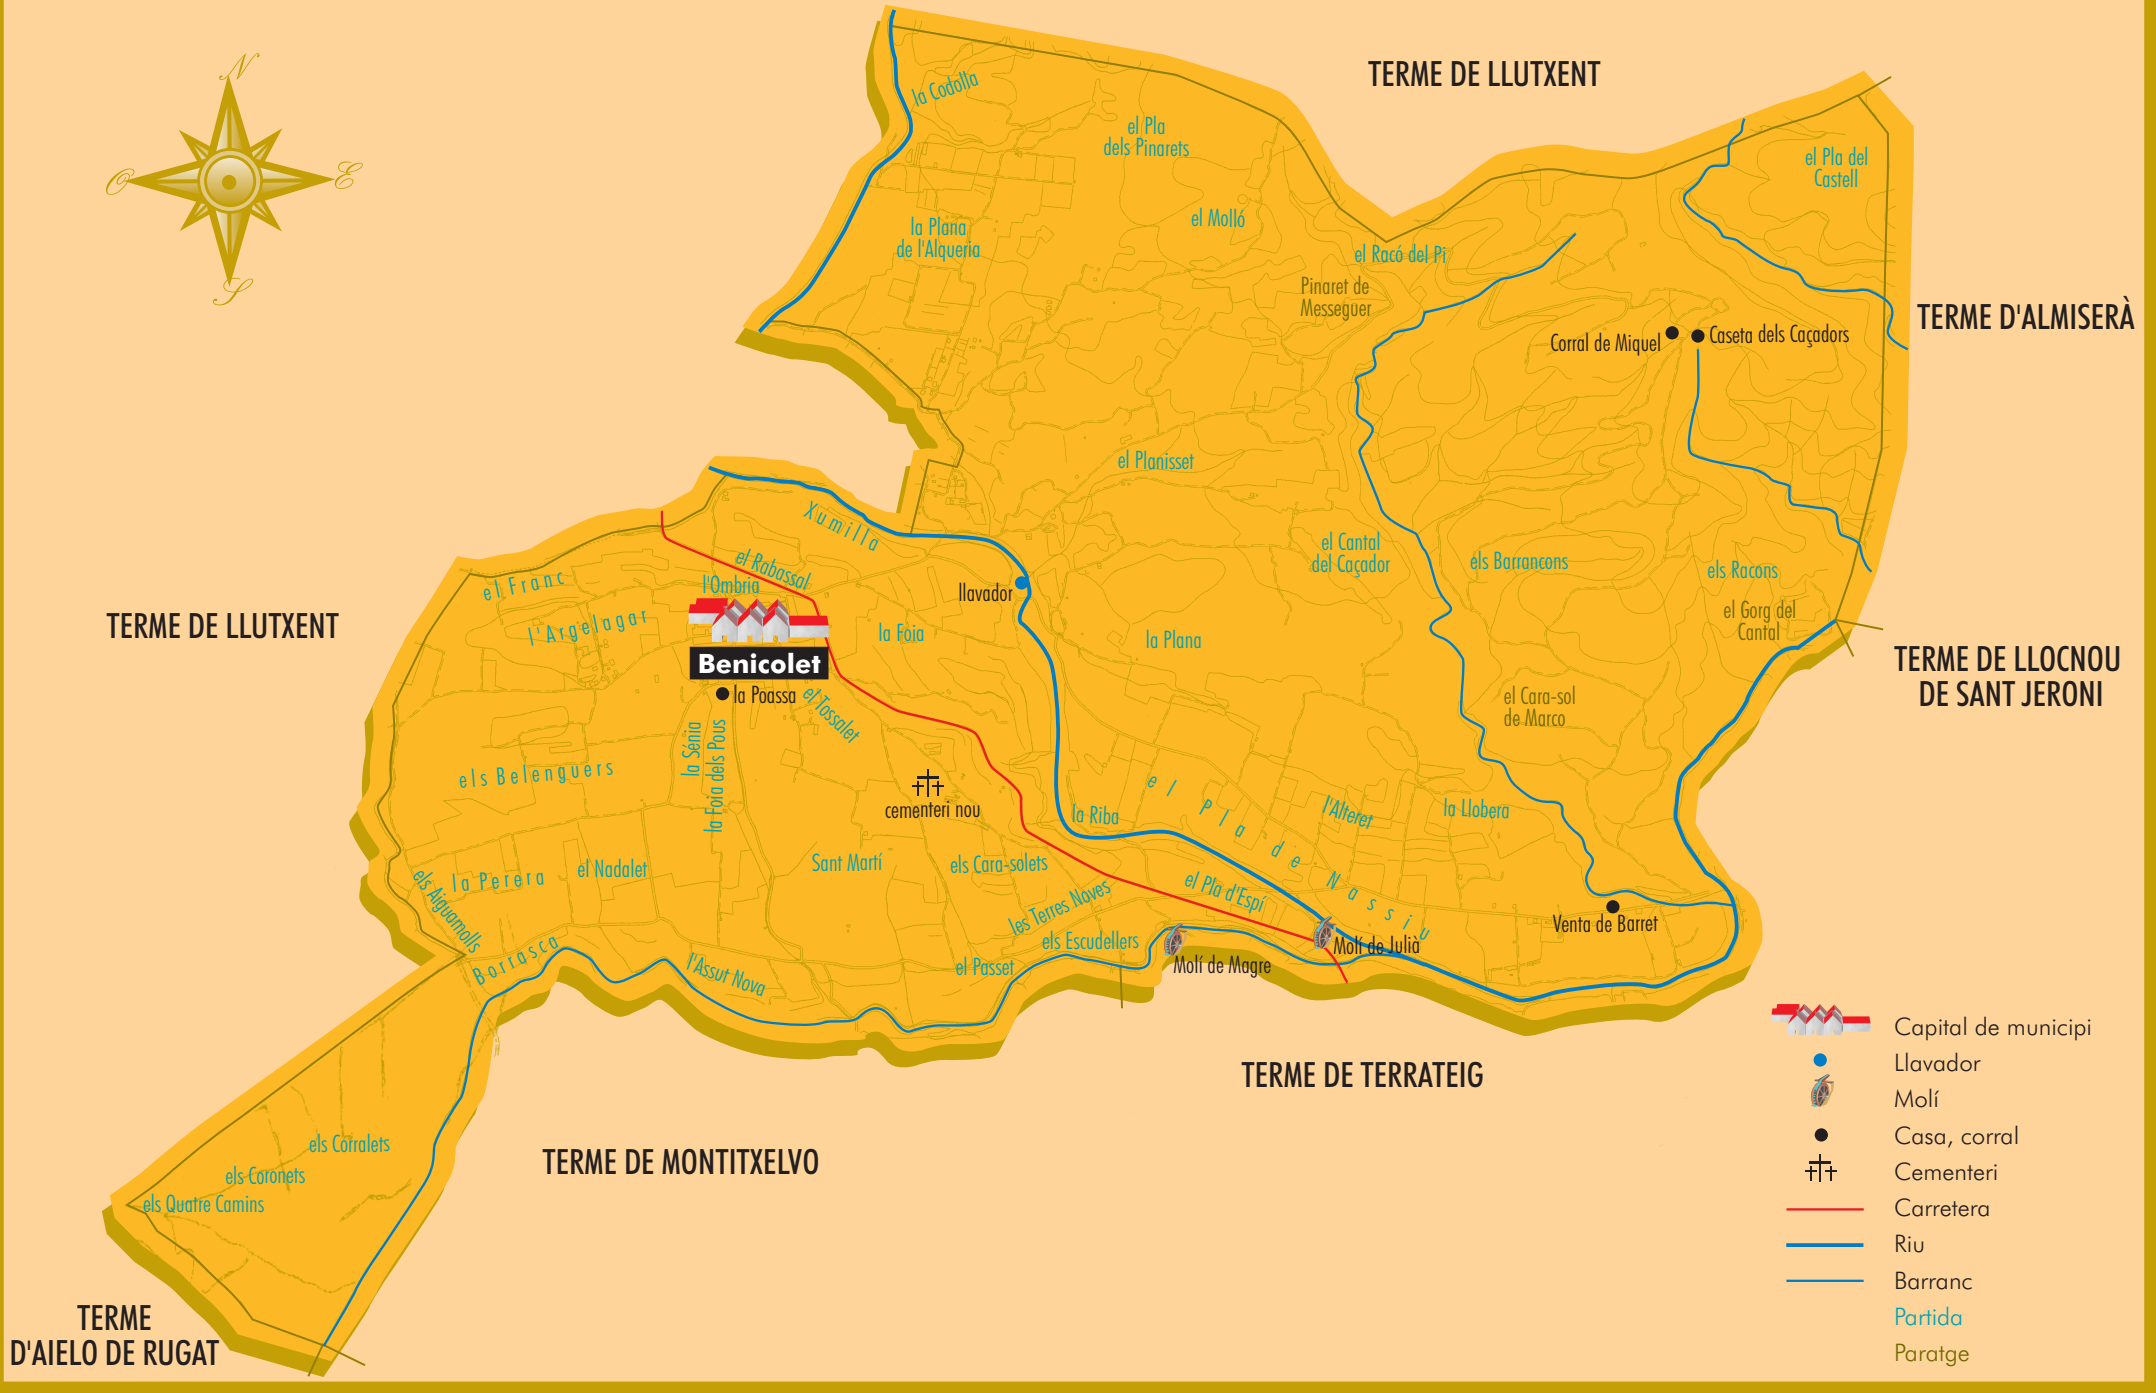 N
O
E
S
TERME DE LLUTXENT
la Codolla
el Pla
dels Pinarets
el Pla del
Castell
la Plana
de l'Alqueria
el Molló
el Racó del Pi
Pinaret de
Messeguer
TERME D'ALMISERÀ
Corral de Miquel
Caseta dels Caçadors
el Planisset
Xumilla
el Cantal
del Caçador
els Barrancons
els Racons
el Rabassal
l'Ombria
el Franc
llavador
el Gorg del
Cantal
TERME DE LLUTXENT
l'Argelagar
la Foia
la Plana
Benicolet
TERME DE LLOCNOU
DE SANT JERONI
la Poassa
el Tossalet
el Cara-sol
de Marco
la Sénia
la Foia dels Pous
els Belenguers
cementeri nou
la Riba
el Pla de Nassiu
l'Alteret
la Llobera
Sant Martí
els Cara-solets
el Nadalet
la Perera
els Aiguamolls
el Pla d'Espí
les Terres Noves
Venta de Barret
els Escudellers
Molí de Julià
Borrasca
l'Assut Nova
el Passet
Molí de Magre
TERME DE TERRATEIG
els Corralets
els Coronets
els Quatre Camins
TERME DE MONTITXELVO
TERME
D'AIELO DE RUGAT
Capital de municipi
Llavador
Molí
Casa, corral
Cementeri
Carretera
Riu
Barranc
Partida
Paratge